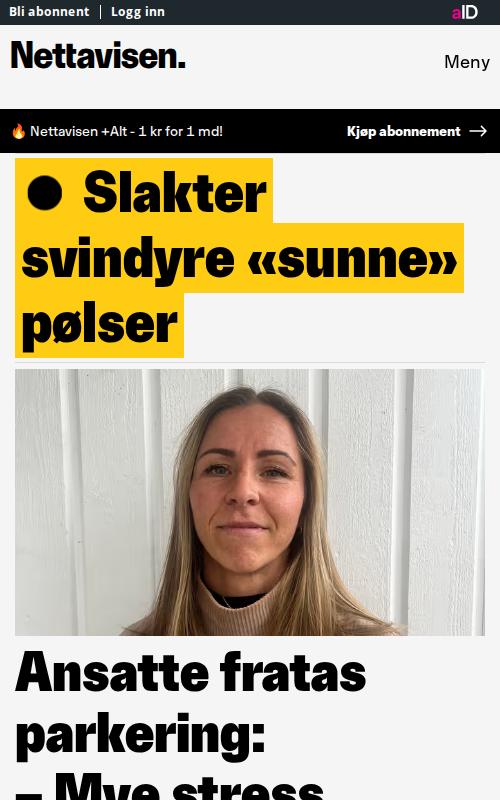 Bli abonnent
Logg inn
aID
Nettavisen.
Meny
🔥 Nettavisen +Alt - 1 kr for 1 md!
Kjøp abonnement →
● Slakter
svindyre «sunne»
pølser
Ansatte fratas
parkering:
– Mye stress